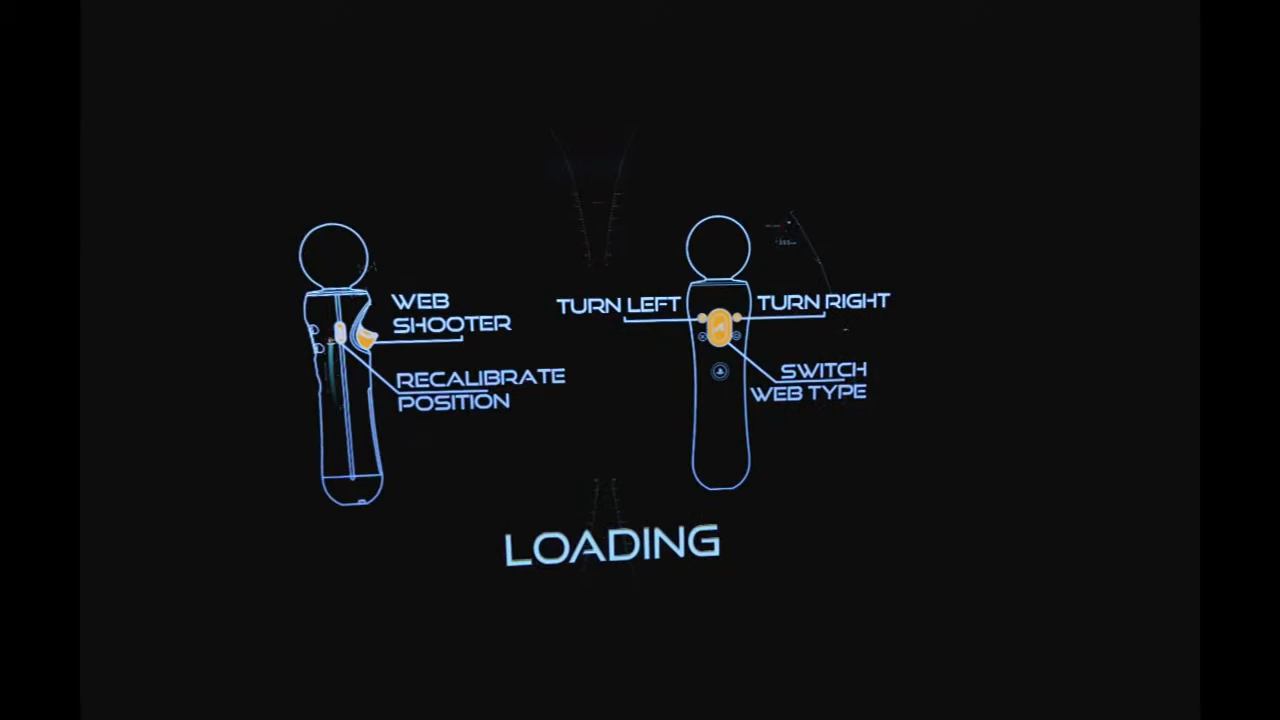 WEB
SHOOTER
RECALIBRATE
POSITION
TURN LEFT
TURN RIGHT
SWITCH
WEB TYPE
LOADING